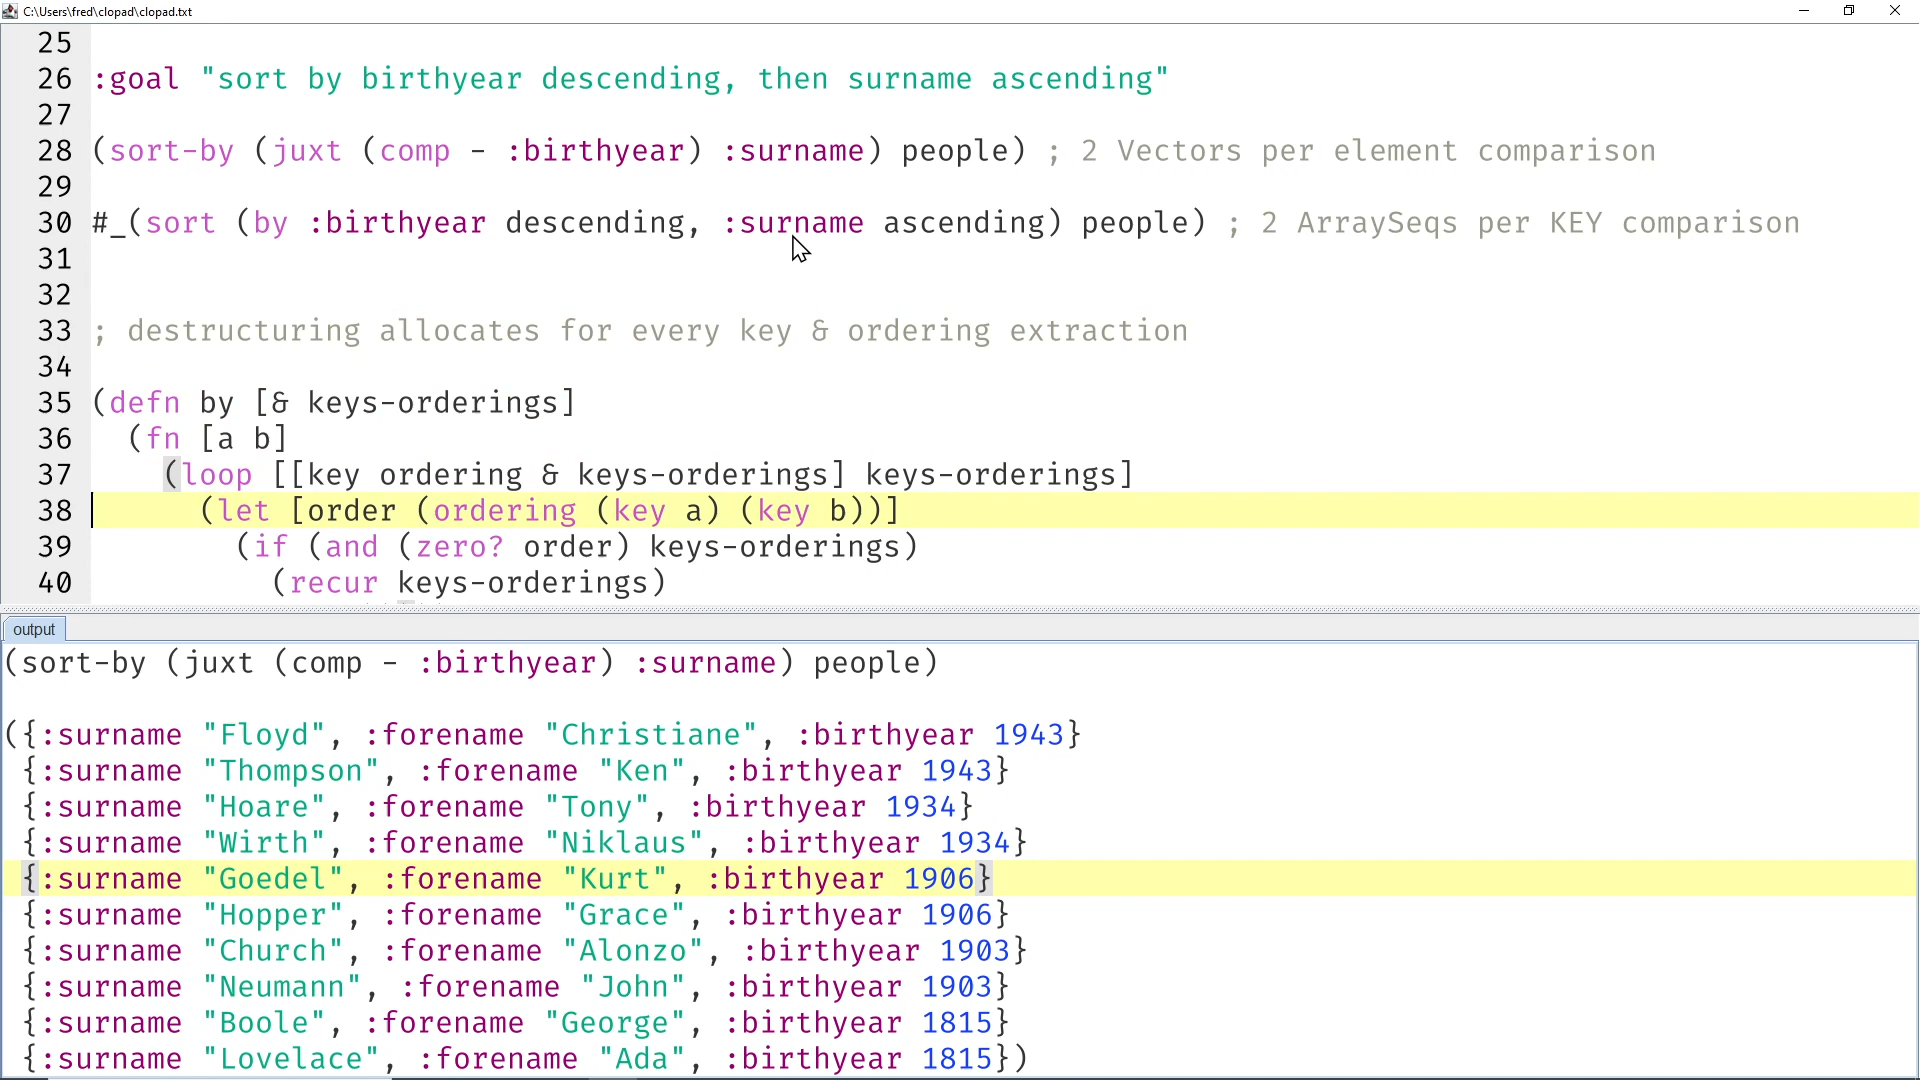 C:\Users\fred\clopad\clopad.txt
25
26 :goal "sort by birthyear descending, then surname ascending"
27
28 (sort-by (juxt (comp - :birthyear) :surname) people) ; 2 Vectors per element comparison
29
30 #_(sort (by :birthyear descending, :surname ascending) people) ; 2 ArraySeqs per KEY comparison
31
32
33 ; destructuring allocates for every key & ordering extraction
34
35 (defn by [& keys-orderings]
36 (fn [a b]
37 (loop [[key ordering & keys-orderings] keys-orderings]
38 (let [order (ordering (key a) (key b))]
39 (if (and (zero? order) keys-orderings)
40 (recur keys-orderings)
output
(sort-by (juxt (comp - :birthyear) :surname) people)
({:surname "Floyd", :forename "Christiane", :birthyear 1943}
{:surname "Thompson", :forename "Ken", :birthyear 1943}
{:surname "Hoare", :forename "Tony", :birthyear 1934}
{:surname "Wirth", :forename "Niklaus", :birthyear 1934}
{:surname "Goedel", :forename "Kurt", :birthyear 1906}
{:surname "Hopper", :forename "Grace", :birthyear 1906}
{:surname "Church", :forename "Alonzo", :birthyear 1903}
{:surname "Neumann", :forename "John", :birthyear 1903}
{:surname "Boole", :forename "George", :birthyear 1815}
{:surname "Lovelace", :forename "Ada", :birthyear 1815})